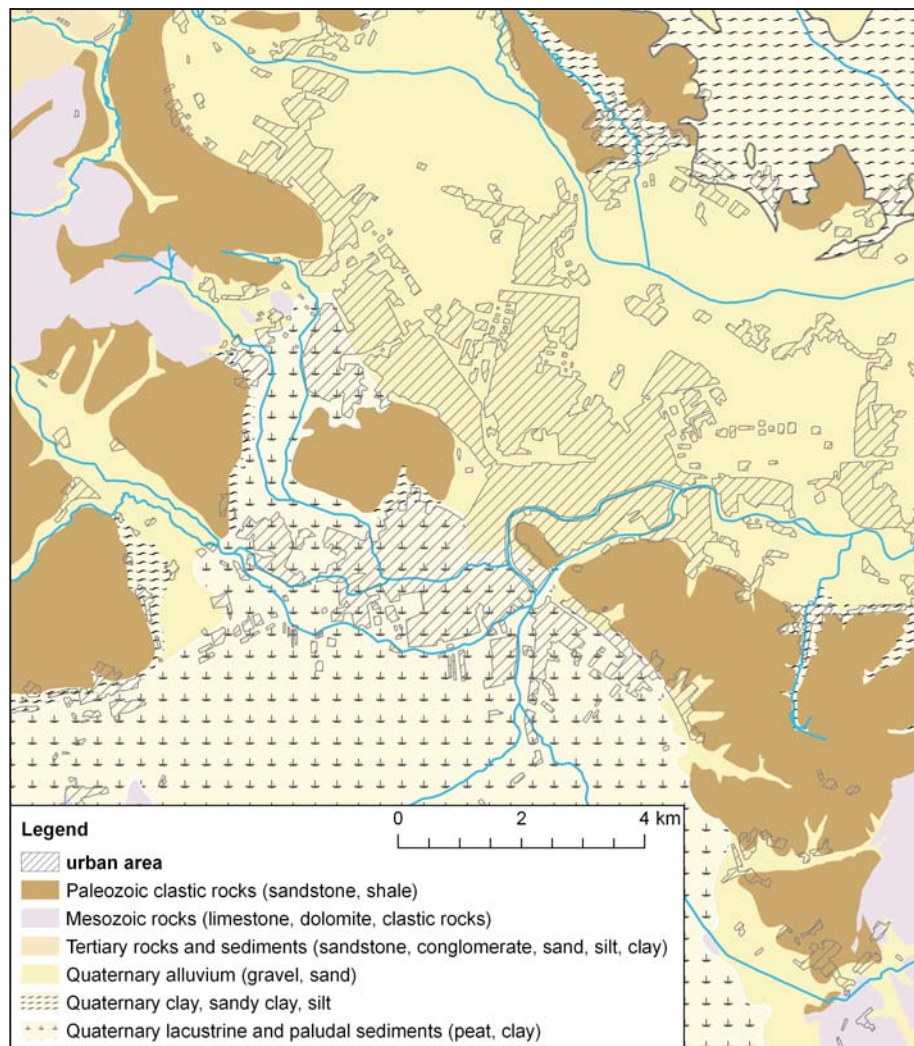 0 2 4 km
Legend
urban area
Paleozoic clastic rocks (sandstone, shale)
Mesozoic rocks (limestone, dolomite, clastic rocks)
Tertiary rocks and sediments (sandstone, conglomerate, sand, silt, clay)
Quaternary alluvium (gravel, sand)
Quaternary clay, sandy clay, silt
Quaternary lacustrine and paludal sediments (peat, clay)